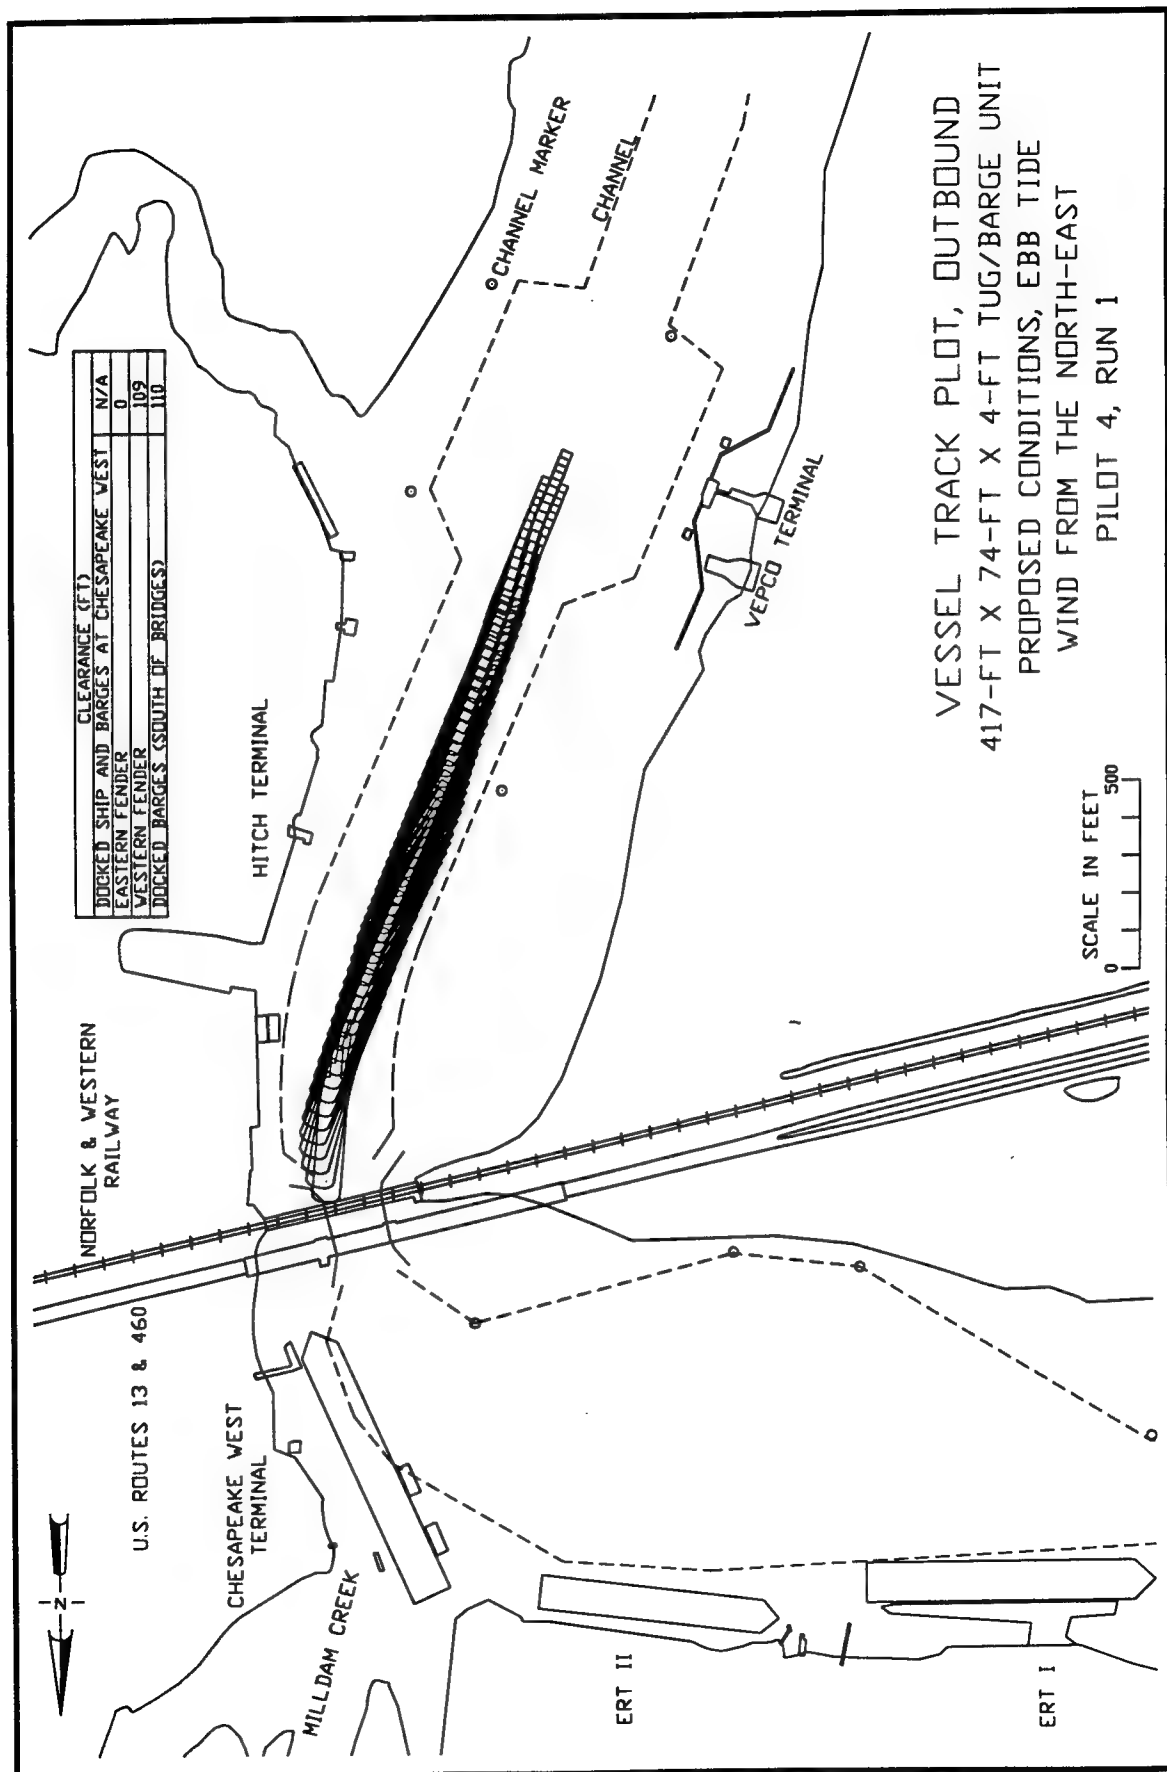 CLEARANCE (FT)
DOCKED SHIP AND BARGES AT CHESAPEAKE WEST N/A
EASTERN FENDER 0
WESTERN FENDER 109
DOCKED BARGES (SOUTH OF BRIDGES) 110
NORFOLK & WESTERN
RAILWAY
HITCH TERMINAL
CHANNEL MARKER
CHANNEL
U.S. ROUTES 13 & 460
CHESAPEAKE WEST
TERMINAL
N
MILLDAM CREEK
VEPCO TERMINAL
ERT II
ERT I
SCALE IN FEET
0 500
VESSEL TRACK PLOT, OUTBOUND
417-FT X 74-FT X 4-FT TUG/BARGE UNIT
PROPOSED CONDITIONS, EBB TIDE
WIND FROM THE NORTH-EAST
PILOT 4, RUN 1